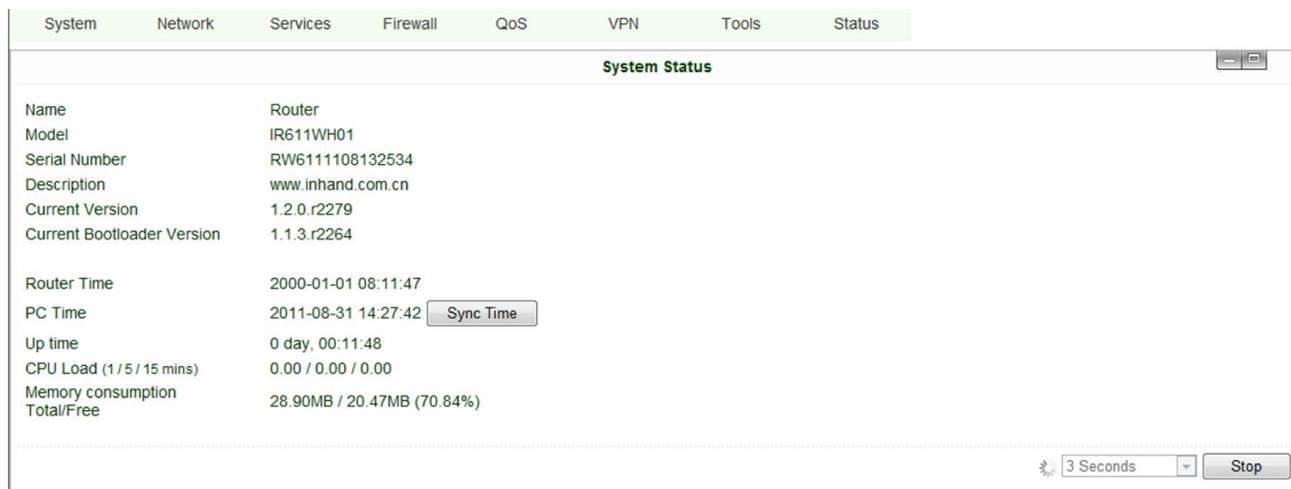 System Network Services Firewall QoS VPN Tools Status
System Status
Name Router
Model IR611WH01
Serial Number RW6111108132534
Description www.inhand.com.cn
Current Version 1.2.0.r2279
Current Bootloader Version 1.1.3.r2264
Router Time 2000-01-01 08:11:47
PC Time 2011-08-31 14:27:42 Sync Time
Up time 0 day, 00:11:48
CPU Load (1 / 5 / 15 mins) 0.00 / 0.00 / 0.00
Memory consumption
Total/Free 28.90MB / 20.47MB (70.84%)
3 Seconds Stop